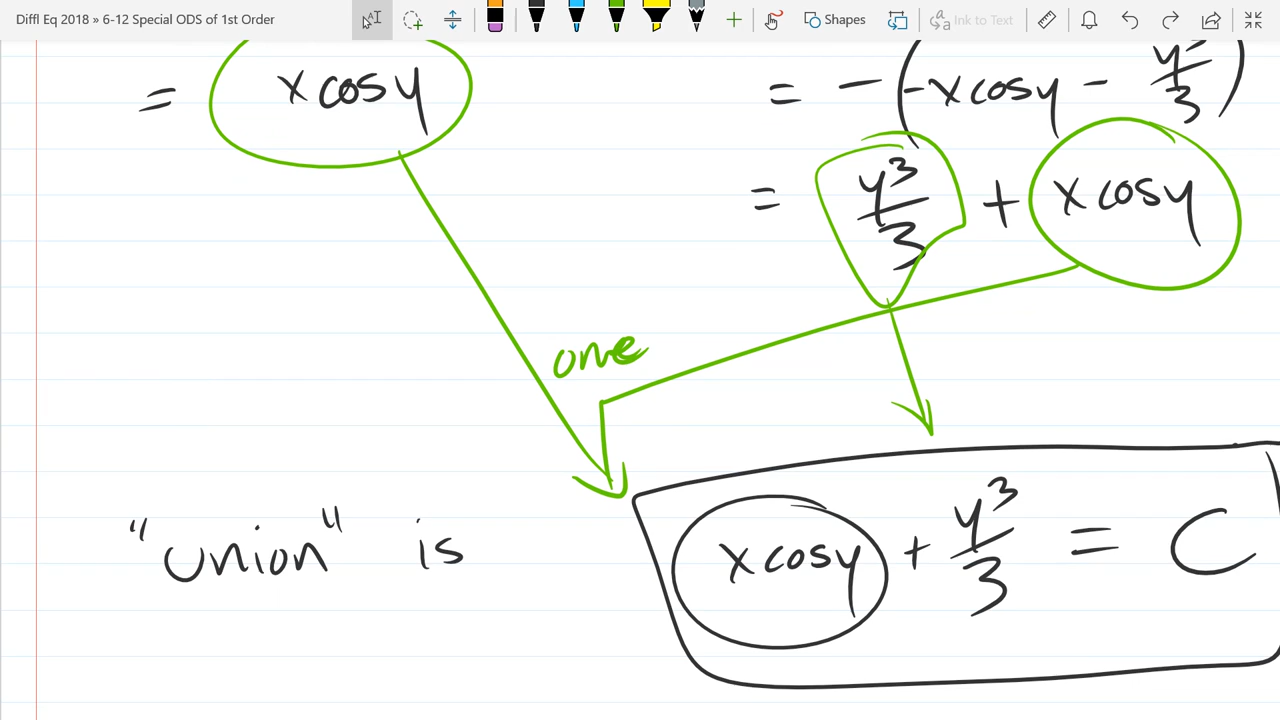 Diffl Eq 2018 » 6-12 Special ODS of 1st Order
Shapes
Ink to Text
= x cos y
= -(-x cos y - y³/3)
= y³/3 + x cos y
one
"union" is
x cos y + y³/3 = C